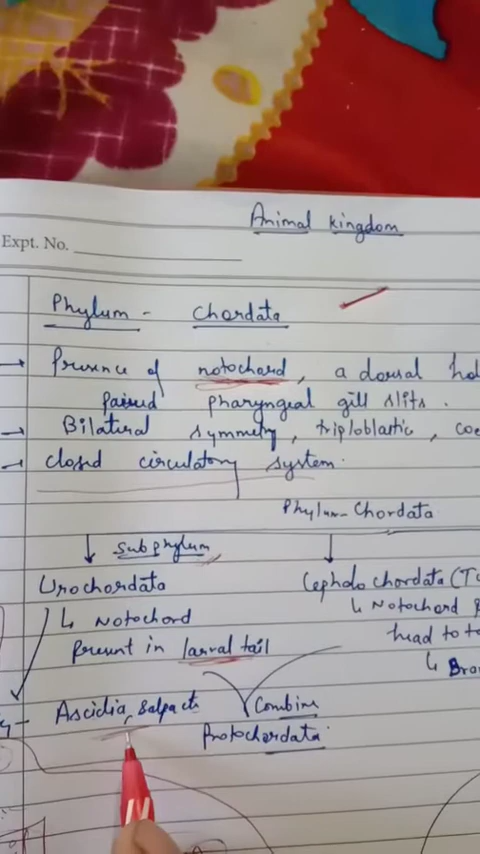 Animal kingdom
Expt. No.
Phylum - Chordata
→ Presence of notochord, a dorsal
paired pharyngeal gill slits.
→ Bilateral symmetry, triploblastic,
→ closed circulatory system.
Phylum-Chordata
↓ subphylum ↓
Urochordata
Cephalochordata
↳ Notochord
present in larval tail
↳ Notochord
head to
↳
Ascidia, Salpa etc
Combine
Protochordata